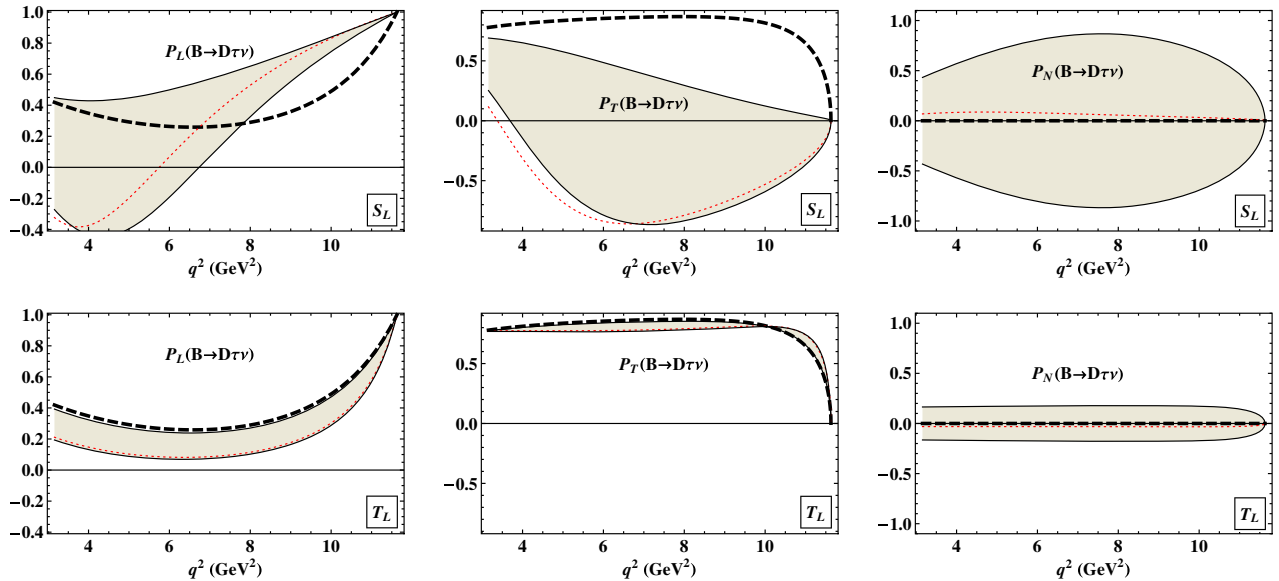 1.0
0.8
0.6
0.4
0.2
0.0
−0.2
−0.4
P_L(B→Dτν)
S_L
4 6 8 10
q² (GeV²)
0.5
0.0
−0.5
P_T(B→Dτν)
S_L
4 6 8 10
q² (GeV²)
1.0
0.5
0.0
−0.5
−1.0
P_N(B→Dτν)
S_L
4 6 8 10
q² (GeV²)
1.0
0.8
0.6
0.4
0.2
0.0
−0.2
−0.4
P_L(B→Dτν)
T_L
4 6 8 10
q² (GeV²)
0.5
0.0
−0.5
P_T(B→Dτν)
T_L
4 6 8 10
q² (GeV²)
1.0
0.5
0.0
−0.5
−1.0
P_N(B→Dτν)
T_L
4 6 8 10
q² (GeV²)